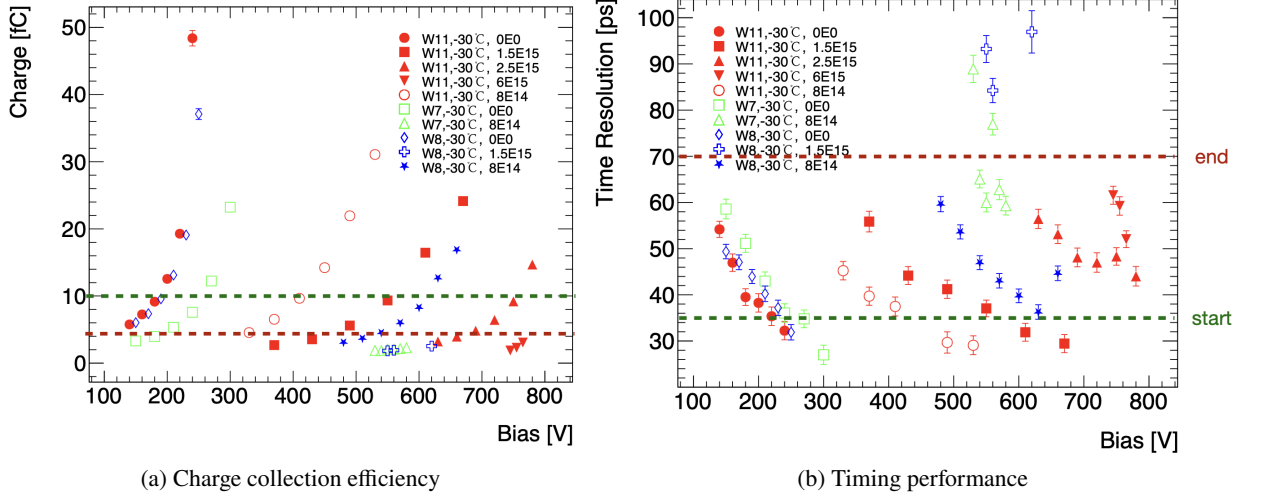 Charge [fC]
50
40
30
20
10
0
W11,-30℃, 0E0
W11,-30℃, 1.5E15
W11,-30℃, 2.5E15
W11,-30℃, 6E15
W11,-30℃, 8E14
W7,-30℃, 0E0
W7,-30℃, 8E14
W8,-30℃, 0E0
W8,-30℃, 1.5E15
W8,-30℃, 8E14
100 200 300 400 500 600 700 800
Bias [V]
(a) Charge collection efficiency
Time Resolution [ps]
100
90
80
70
60
50
40
30
W11,-30℃, 0E0
W11,-30℃, 1.5E15
W11,-30℃, 2.5E15
W11,-30℃, 6E15
W11,-30℃, 8E14
W7,-30℃, 0E0
W7,-30℃, 8E14
W8,-30℃, 0E0
W8,-30℃, 1.5E15
W8,-30℃, 8E14
end
start
100 200 300 400 500 600 700 800
Bias [V]
(b) Timing performance